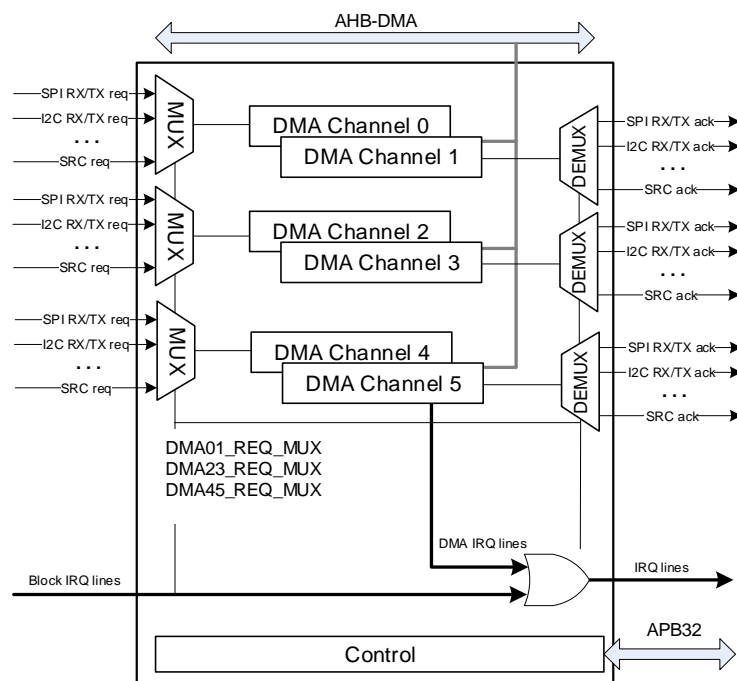 AHB-DMA
SPI RX/TX req
I2C RX/TX req
...
SRC req
MUX
DMA Channel 0
DMA Channel 1
DEMUX
SPI RX/TX ack
I2C RX/TX ack
...
SRC ack
SPI RX/TX req
I2C RX/TX req
...
SRC req
MUX
DMA Channel 2
DMA Channel 3
DEMUX
SPI RX/TX ack
I2C RX/TX ack
...
SRC ack
SPI RX/TX req
I2C RX/TX req
...
SRC req
MUX
DMA Channel 4
DMA Channel 5
DEMUX
SPI RX/TX ack
I2C RX/TX ack
...
SRC ack
DMA01_REQ_MUX
DMA23_REQ_MUX
DMA45_REQ_MUX
DMA IRQ lines
Block IRQ lines
IRQ lines
Control
APB32